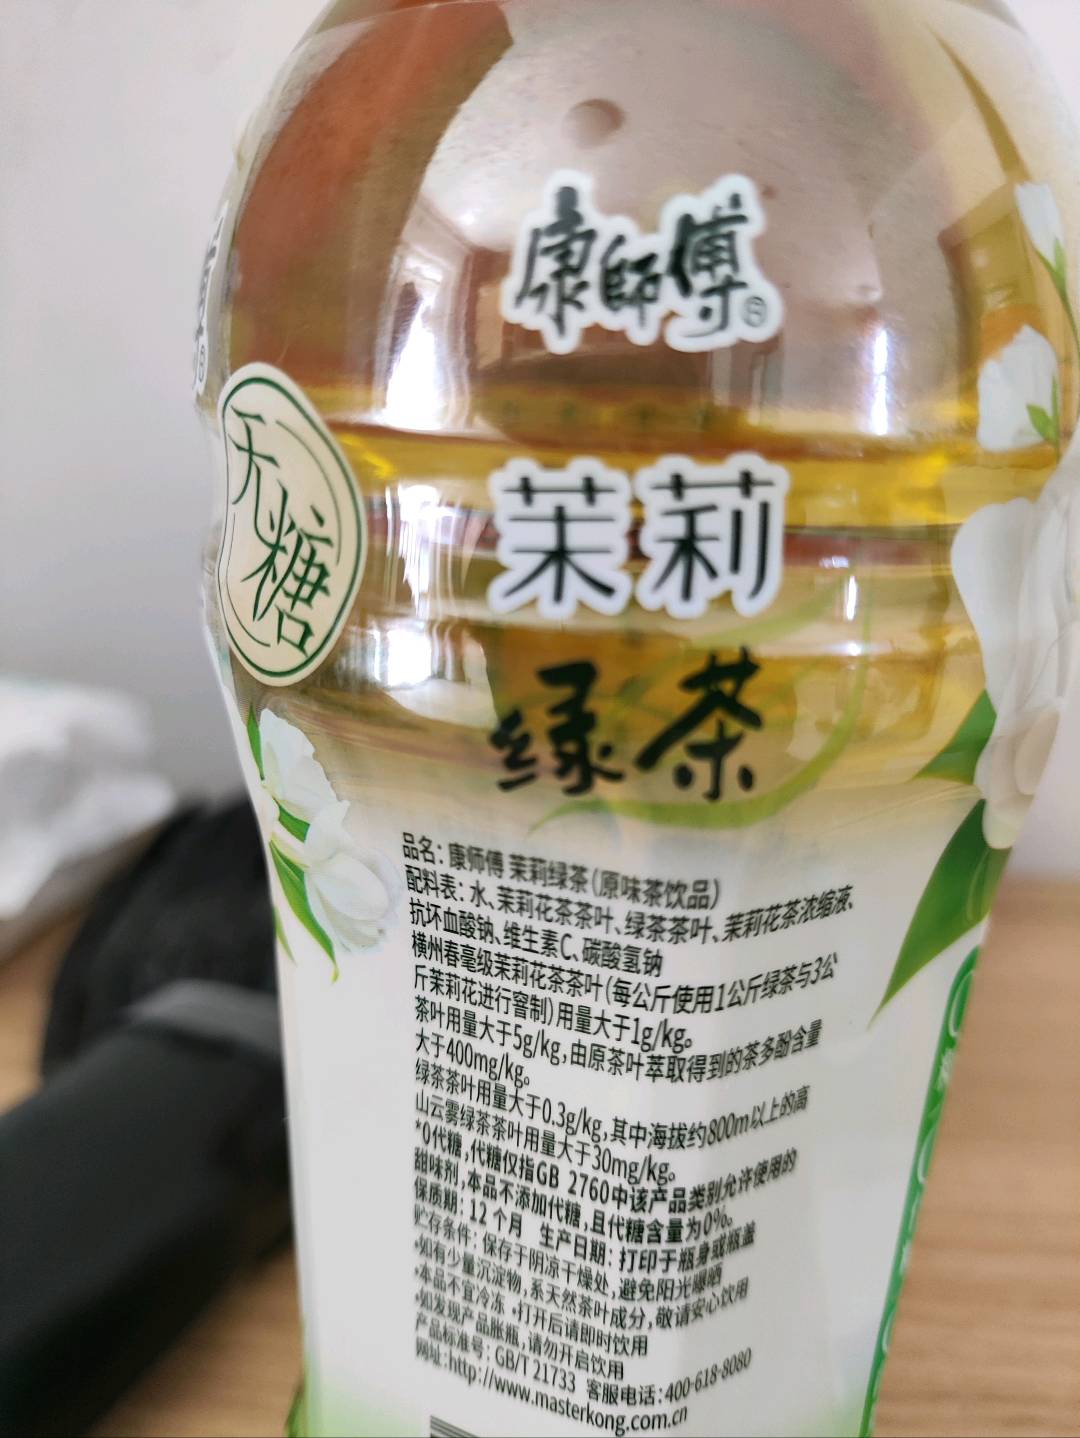 康師傅®
无糖
茉莉
绿茶
品名：康师傅 茉莉绿茶（原味茶饮品）
配料表：水、茉莉花茶茶叶、绿茶茶叶、茉莉花茶浓缩液、
抗坏血酸钠、维生素C、碳酸氢钠
横州春毫级茉莉花茶茶叶（每公斤使用1公斤绿茶与3公
斤茉莉花进行窨制）用量大于1g/kg。
茶叶用量大于5g/kg，由原茶叶萃取得到的茶多酚含量
大于400mg/kg。
绿茶茶叶用量大于0.3g/kg，其中海拔约800m以上的高
山云雾绿茶茶叶用量大于30mg/kg。
*0代糖，代糖仅指GB 2760中该产品类别允许使用的
甜味剂，本品不添加代糖，且代糖含量为0%。
保质期：12个月 生产日期：打印于瓶身或瓶盖
贮存条件：保存于阴凉干燥处，避免阳光曝晒
•如有少量沉淀物，系天然茶叶成分，敬请安心饮用
•本品不宜冷冻 •打开后请即时饮用
•如发现产品胀瓶，请勿开启饮用
产品标准号：GB/T 21733 客服电话：400-618-8080
网址：http://www.masterkong.com.cn